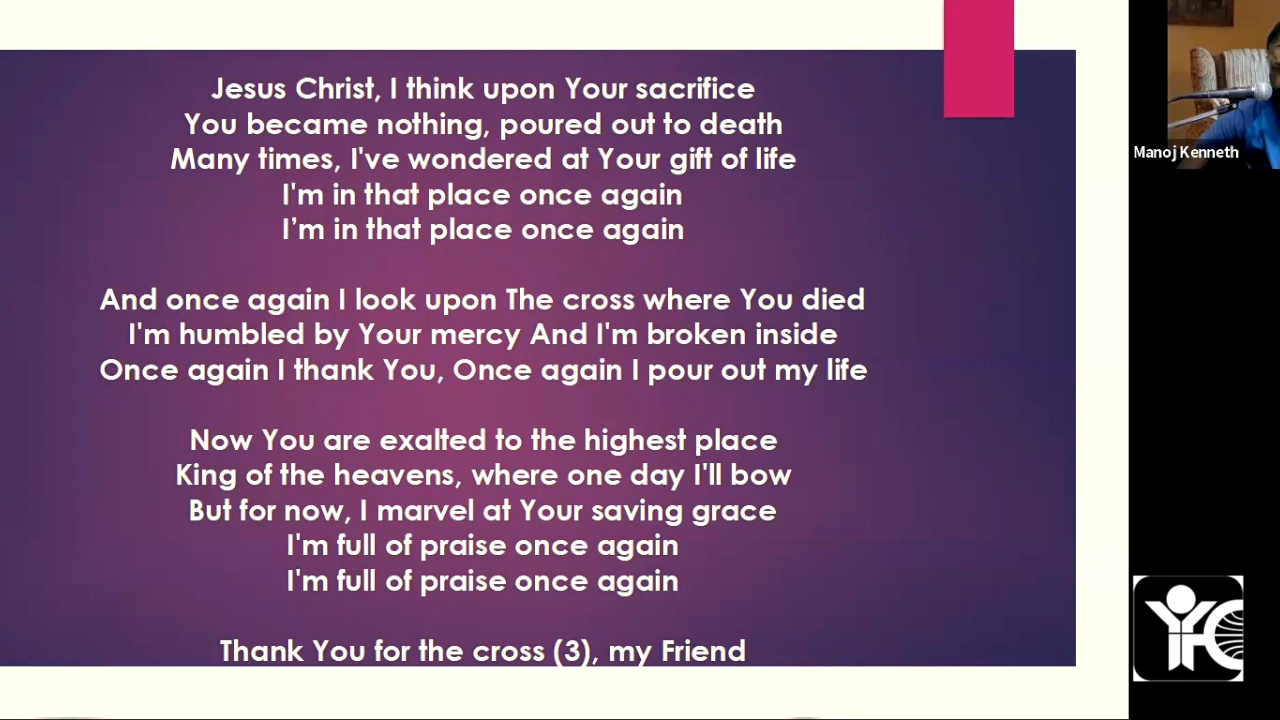 Jesus Christ, I think upon Your sacrifice
You became nothing, poured out to death
Many times, I've wondered at Your gift of life
I'm in that place once again
I’m in that place once again
And once again I look upon The cross where You died
I'm humbled by Your mercy And I'm broken inside
Once again I thank You, Once again I pour out my life
Now You are exalted to the highest place
King of the heavens, where one day I'll bow
But for now, I marvel at Your saving grace
I'm full of praise once again
I'm full of praise once again
Thank You for the cross (3), my Friend
Manoj Kenneth
YFC